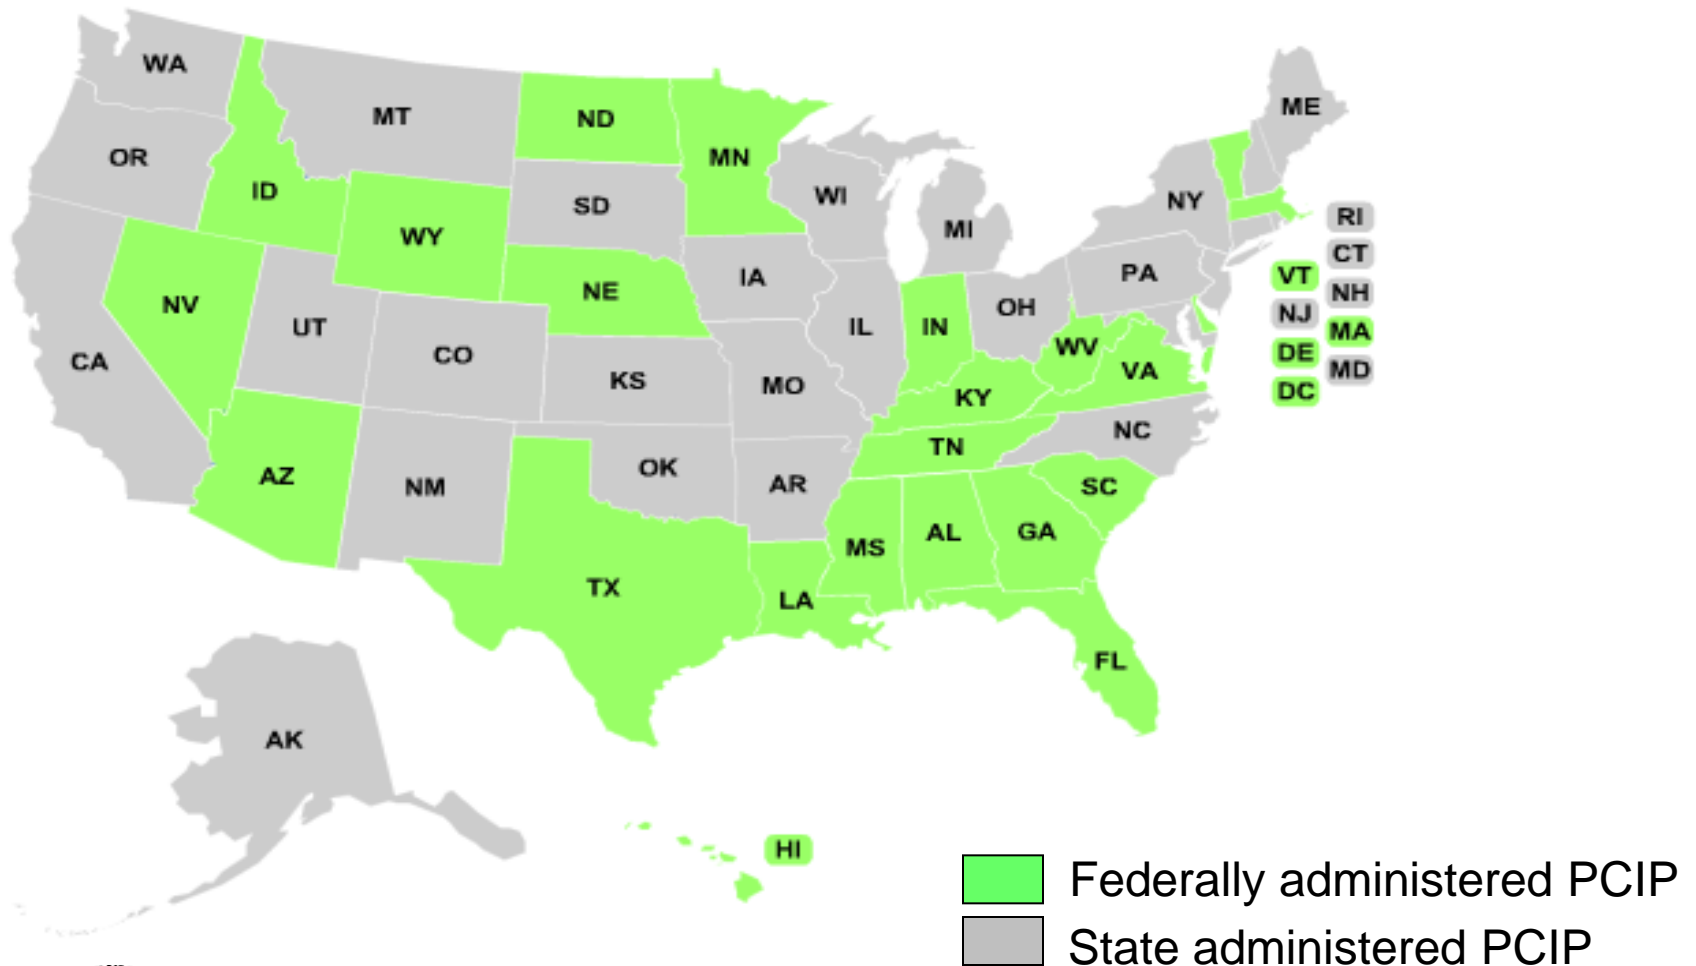 WA
MT
ND
MN
ME
OR
ID
SD
WI
NY
WY
MI
RI
CT
VT
NH
NV
NE
IA
PA
NJ
MA
UT
CO
IL
IN
OH
WV
DE
MD
CA
KS
MO
KY
VA
DC
TN
NC
AZ
NM
OK
AR
SC
MS
AL
GA
TX
LA
FL
AK
HI
Federally administered PCIP
State administered PCIP